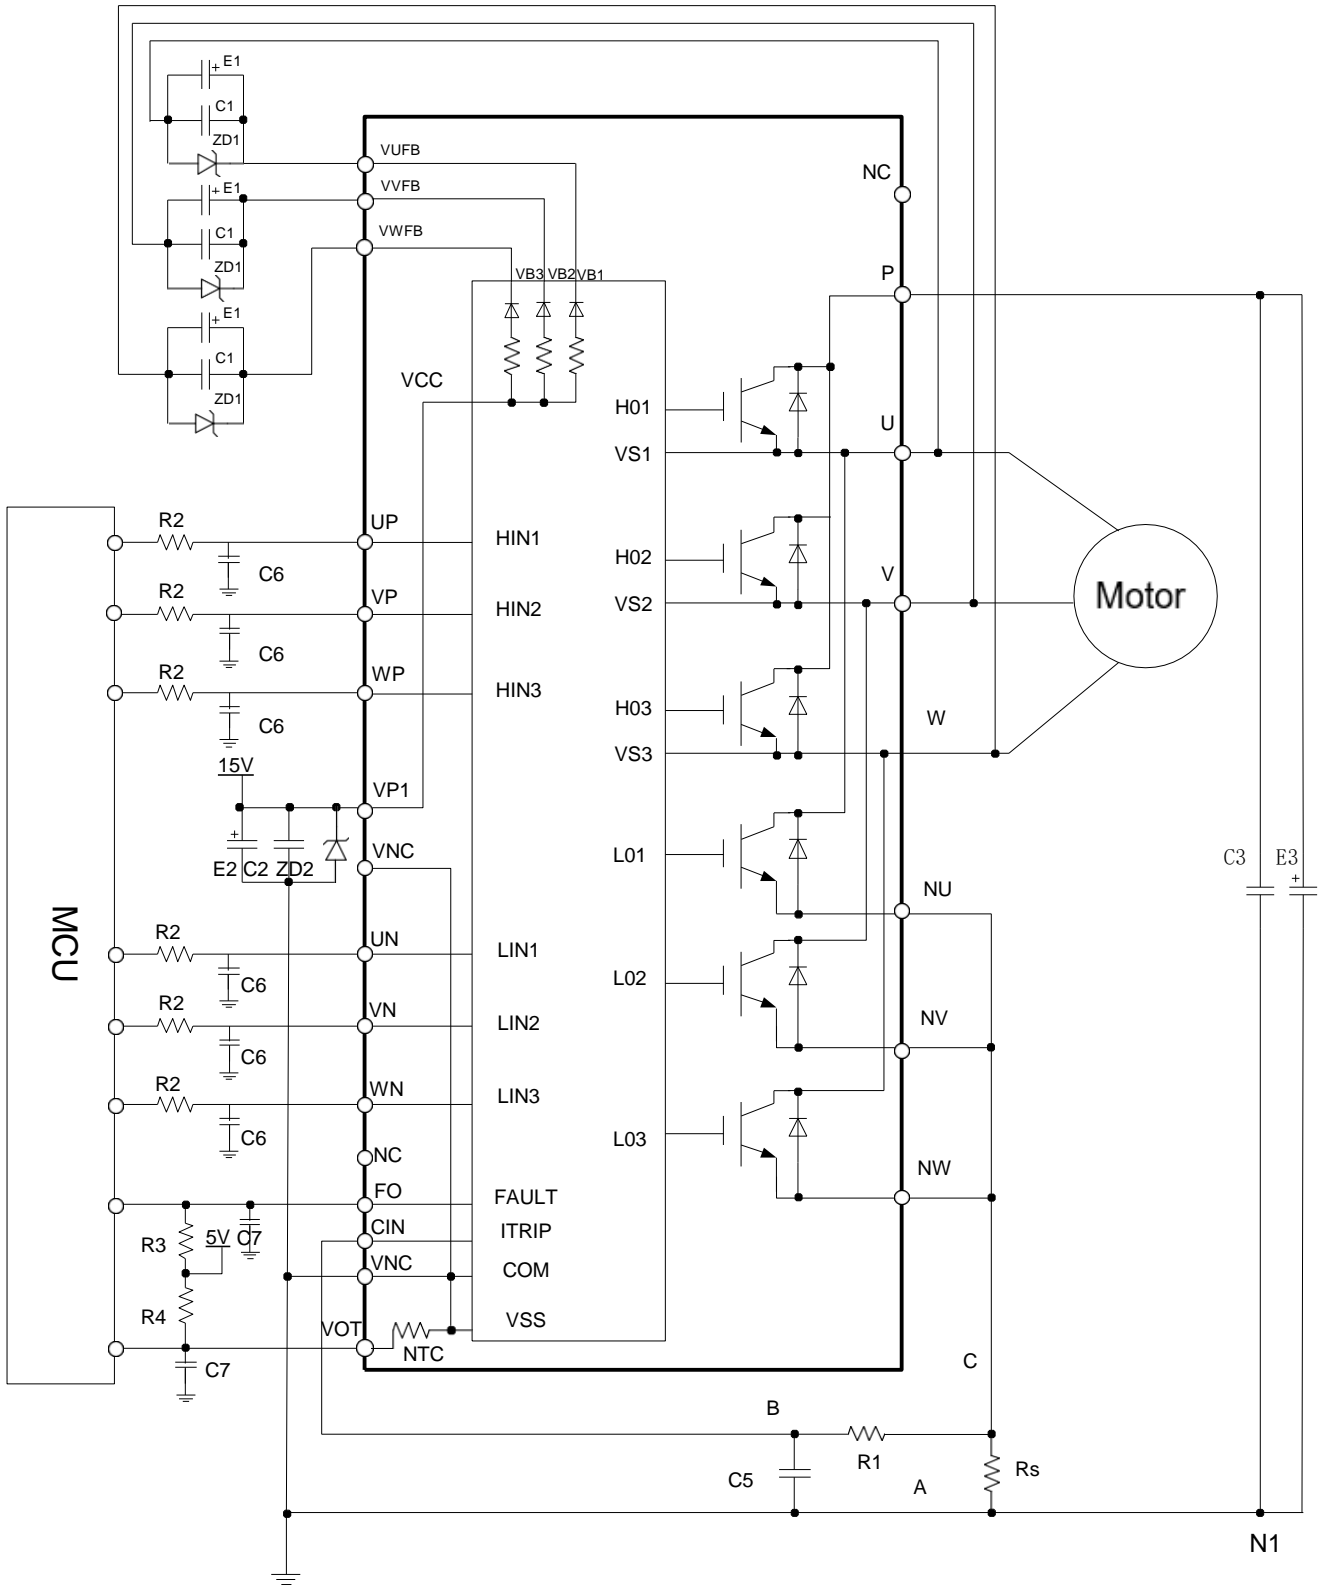 + E1
C1
ZD1
VUFB
NC
+ E1
VVFB
C1
VWFB
ZD1
P
VB3 VB2 VB1
+ E1
C1
VCC
ZD1
H01
U
VS1
UP
R2
HIN1
C6
H02
V
VP
R2
HIN2
VS2
Motor
C6
WP
R2
HIN3
C6
H03
W
VS3
15V
VP1
+
E2 C2 ZD2
VNC
L01
C3 E3
+
NU
MCU
UN
R2
LIN1
C6
L02
VN
R2
LIN2
NV
C6
WN
R2
LIN3
C6
L03
NC
NW
FO
FAULT
CIN
ITRIP
R3
5V C7
VNC
COM
R4
VSS
VOT
NTC
C7
C
B
R1
C5
A
Rs
N1